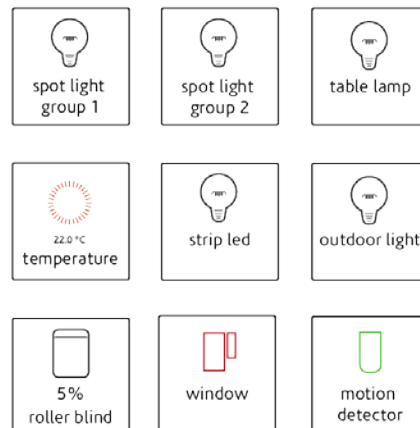 spot light
group 1
spot light
group 2
table lamp
22.0 °C
temperature
strip led
outdoor light
5%
roller blind
window
motion
detector